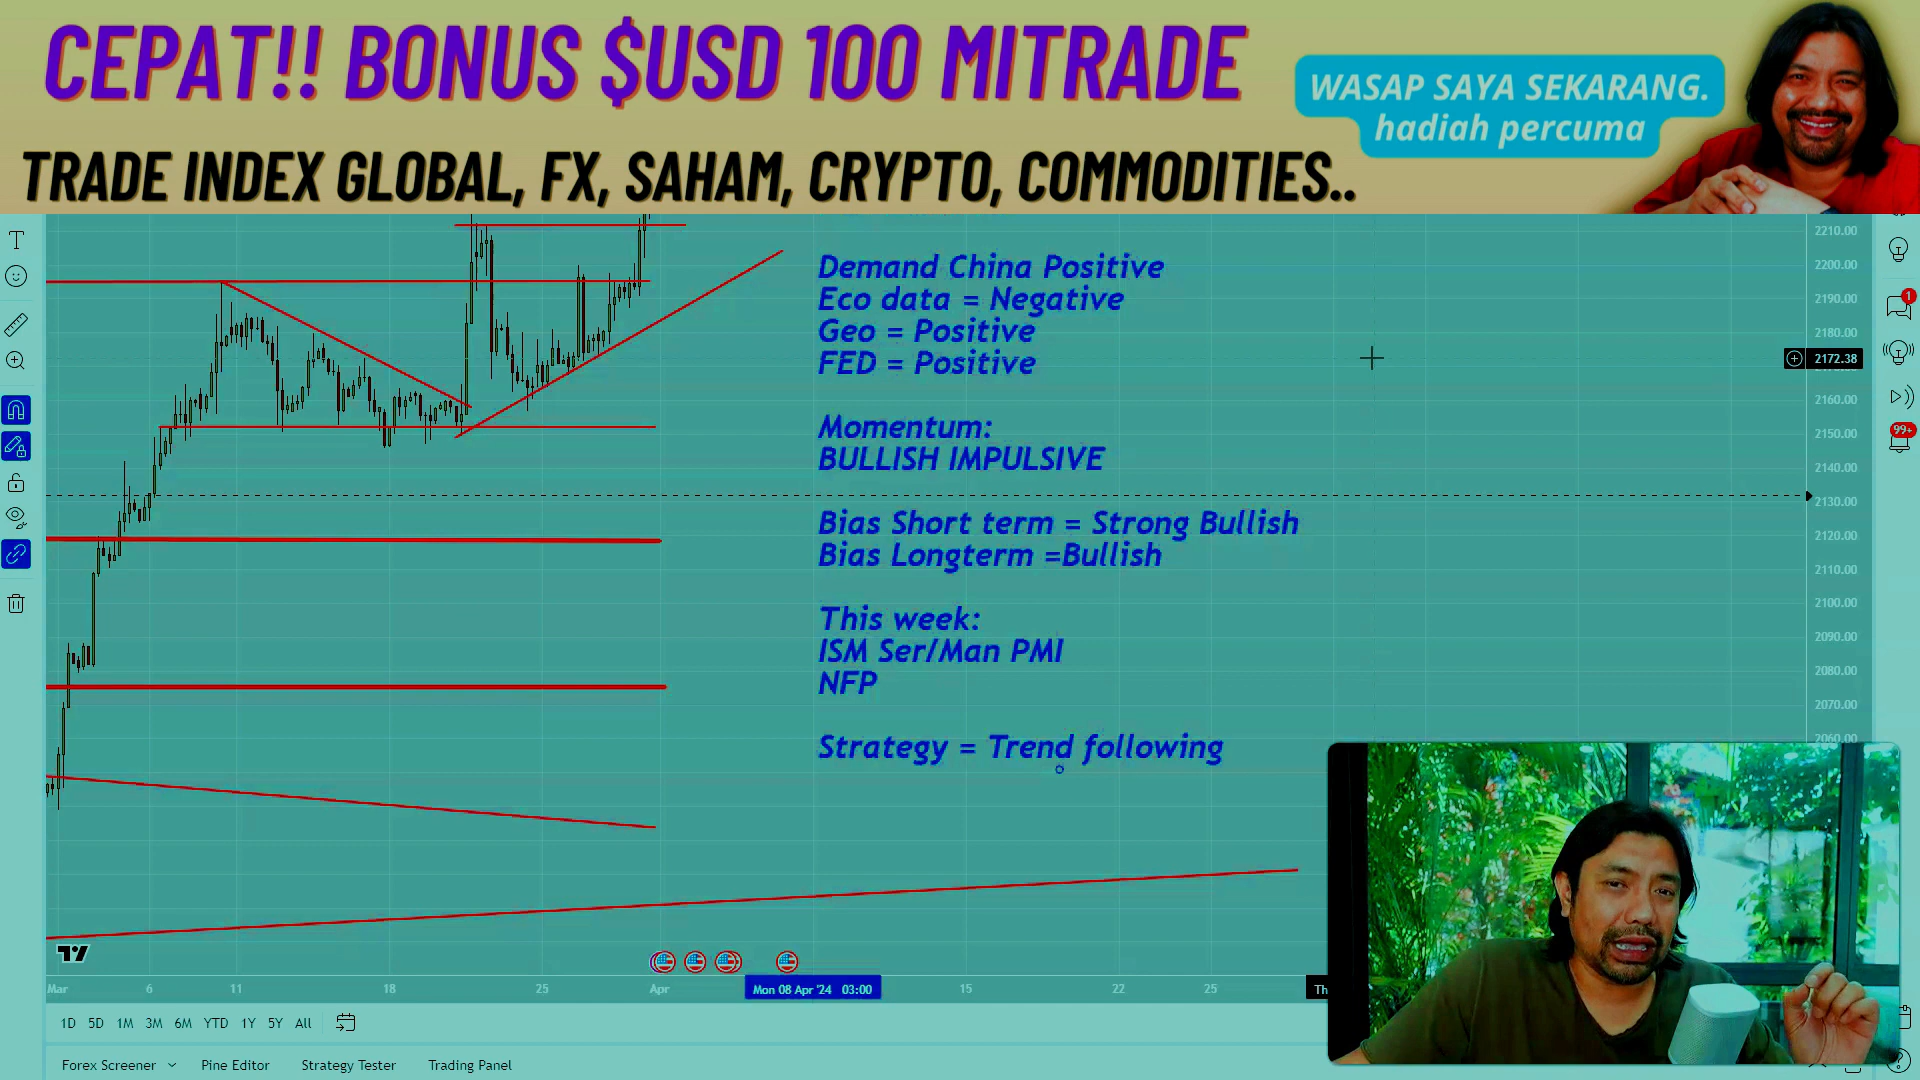 CEPAT!! BONUS $USD 100 MITRADE
WASAP SAYA SEKARANG.
hadiah percuma
TRADE INDEX GLOBAL, FX, SAHAM, CRYPTO, COMMODITIES..
Demand China Positive
Eco data = Negative
Geo = Positive
FED = Positive
Momentum:
BULLISH IMPULSIVE
Bias Short term = Strong Bullish
Bias Longterm =Bullish
This week:
ISM Ser/Man PMI
NFP
Strategy = Trend following
2210.00
2200.00
2190.00
2180.00
2172.38
2160.00
2150.00
2140.00
2130.00
2120.00
2110.00
2100.00
2090.00
2080.00
2070.00
2060.00
1
99+
Mar 6 11 18 25 Apr Mon 08 Apr '24 03:00 15 22 25 Th
1D 5D 1M 3M 6M YTD 1Y 5Y All
Forex Screener Pine Editor Strategy Tester Trading Panel